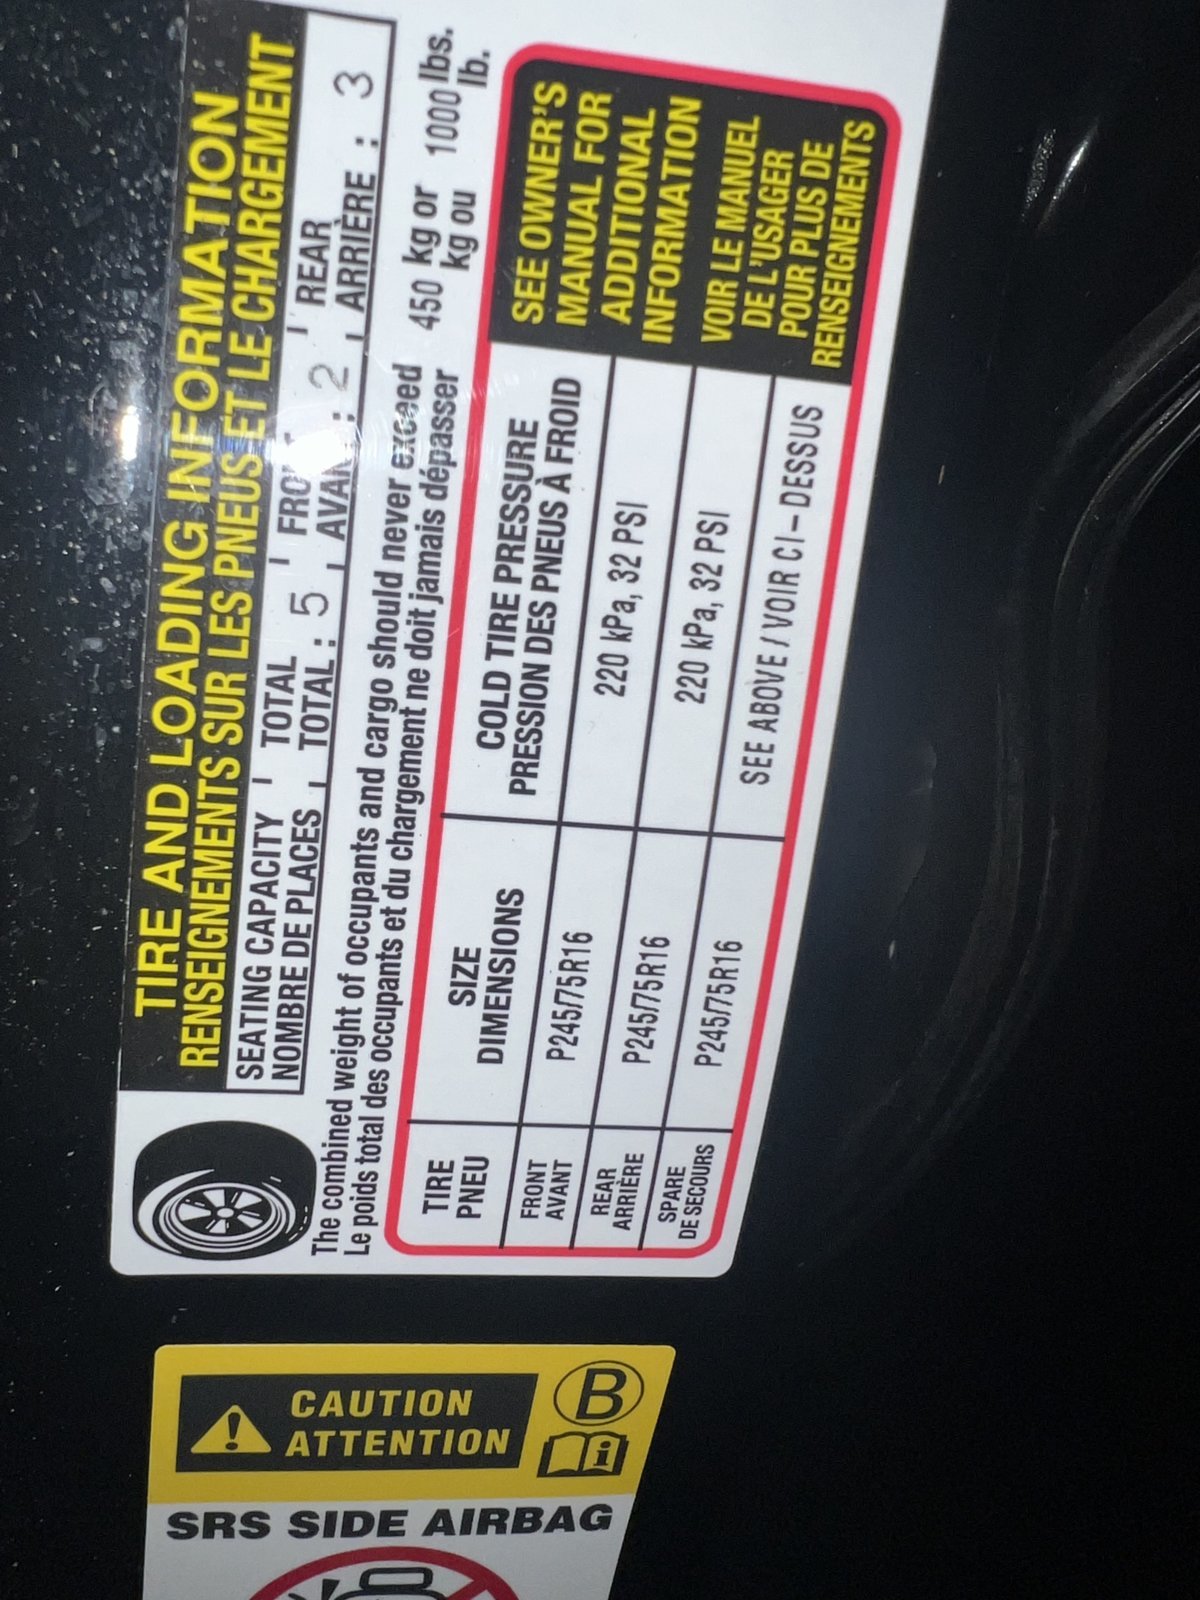 TIRE AND LOADING INFORMATION
RENSEIGNEMENTS SUR LES PNEUS ET LE CHARGEMENT
SEATING CAPACITY TOTAL FRONT REAR
NOMBRE DE PLACES TOTAL : 5 AVANT : 2 ARRIÈRE : 3
The combined weight of occupants and cargo should never exceed 450 kg or 1000 lbs.
Le poids total des occupants et du chargement ne doit jamais dépasser kg ou lb.
TIRE
PNEU
SIZE
DIMENSIONS
COLD TIRE PRESSURE
PRESSION DES PNEUS À FROID
FRONT
AVANT
P245/75R16
220 kPa, 32 PSI
REAR
ARRIÈRE
P245/75R16
220 kPa, 32 PSI
SPARE
DE SECOURS
P245/75R16
SEE ABOVE / VOIR CI-DESSUS
SEE OWNER'S
MANUAL FOR
ADDITIONAL
INFORMATION
VOIR LE MANUEL
DE L'USAGER
POUR PLUS DE
RENSEIGNEMENTS
CAUTION
ATTENTION
B
i
SRS SIDE AIRBAG